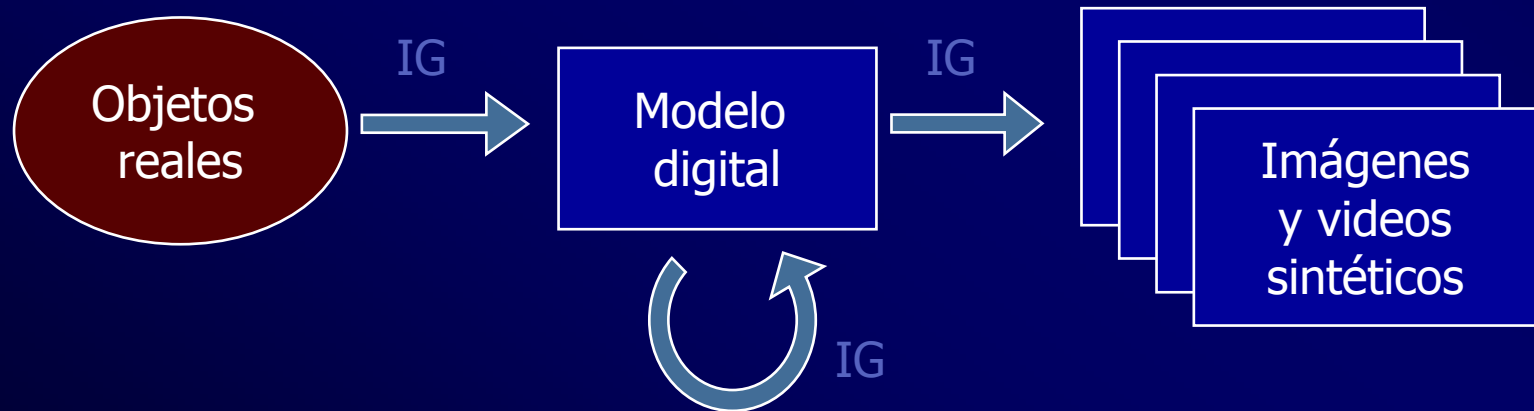 Objetos
reales
IG
Modelo
digital
IG
Imágenes
y videos
sintéticos
IG